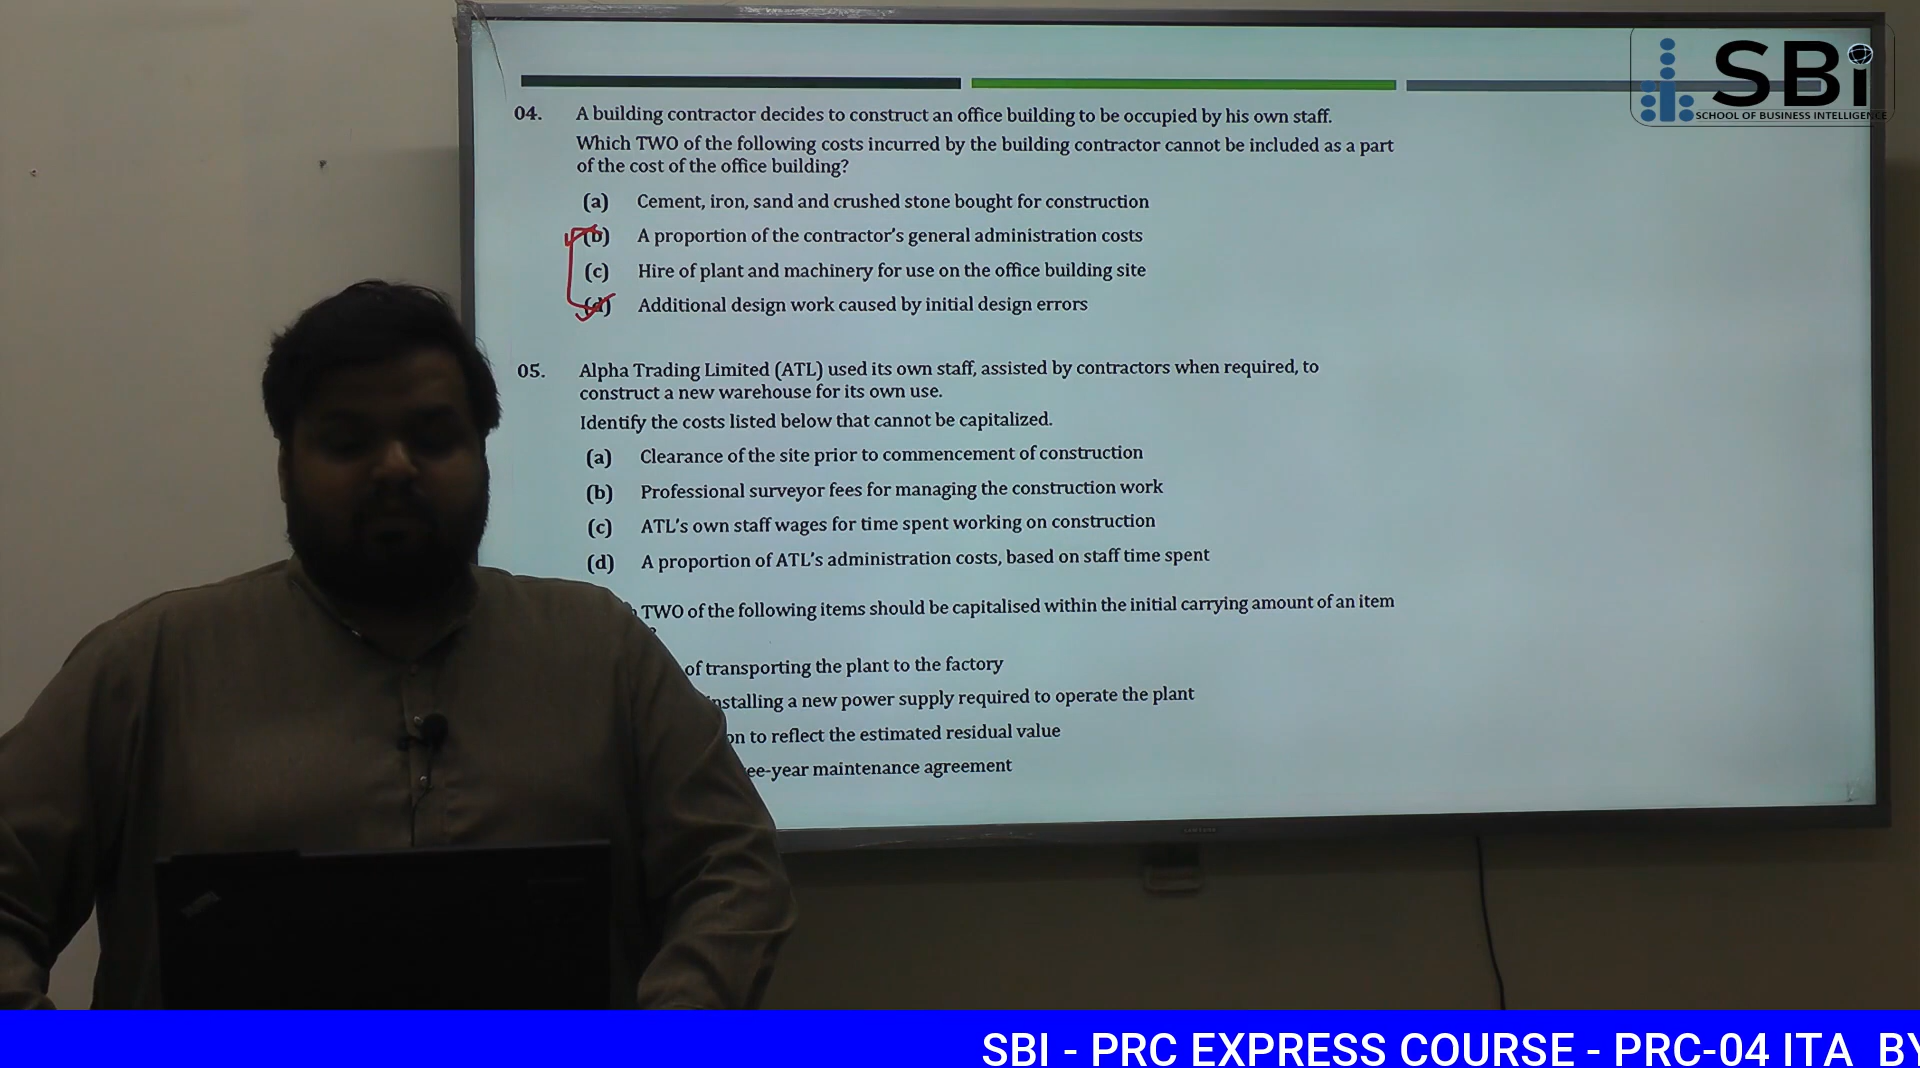 SBi
SCHOOL OF BUSINESS INTELLIGENCE
04. A building contractor decides to construct an office building to be occupied by his own staff.
Which TWO of the following costs incurred by the building contractor cannot be included as a part
of the cost of the office building?
(a) Cement, iron, sand and crushed stone bought for construction
(b) A proportion of the contractor's general administration costs
(c) Hire of plant and machinery for use on the office building site
(d) Additional design work caused by initial design errors
05. Alpha Trading Limited (ATL) used its own staff, assisted by contractors when required, to
construct a new warehouse for its own use.
Identify the costs listed below that cannot be capitalized.
(a) Clearance of the site prior to commencement of construction
(b) Professional surveyor fees for managing the construction work
(c) ATL's own staff wages for time spent working on construction
(d) A proportion of ATL's administration costs, based on staff time spent
TWO of the following items should be capitalised within the initial carrying amount of an item
of transporting the plant to the factory
nstalling a new power supply required to operate the plant
on to reflect the estimated residual value
ee-year maintenance agreement
SAMSUNG
SBI - PRC EXPRESS COURSE - PRC-04 ITA BY